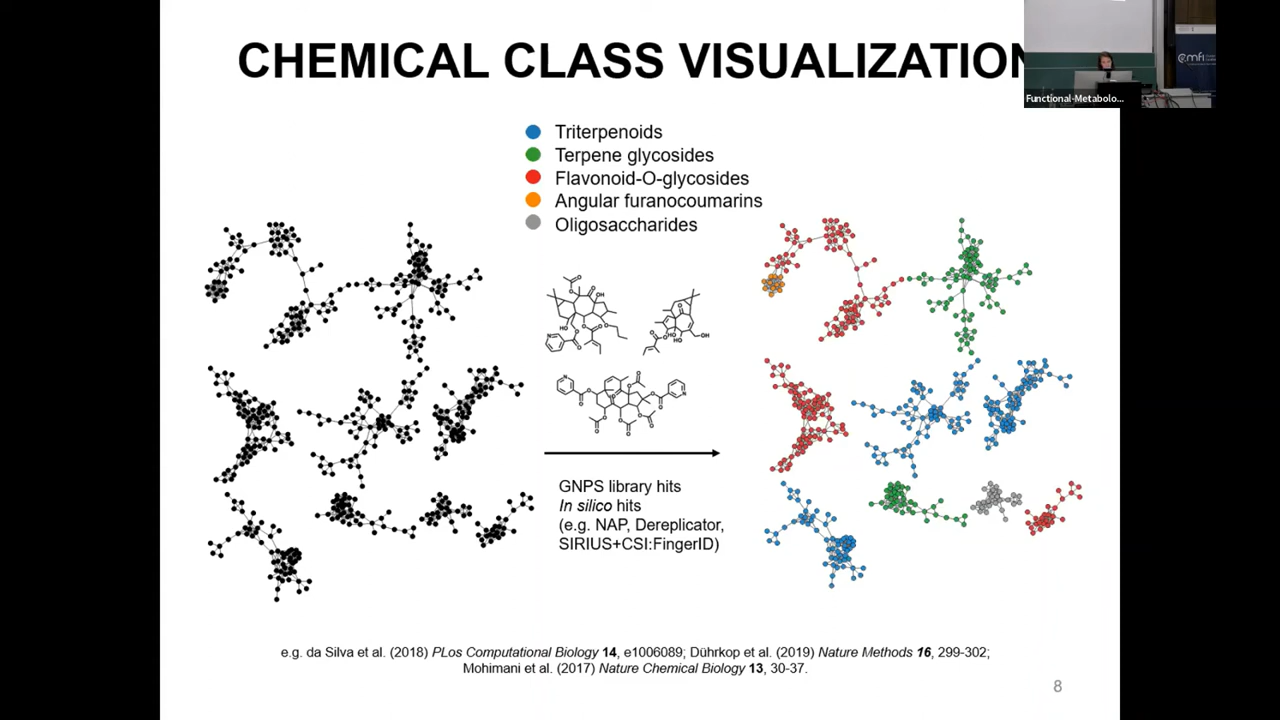 CHEMICAL CLASS VISUALIZATION
cmfi
Functional-Metabolo...
Triterpenoids
Terpene glycosides
Flavonoid-O-glycosides
Angular furanocoumarins
Oligosaccharides
GNPS library hits
In silico hits
(e.g. NAP, Dereplicator,
SIRIUS+CSI:FingerID)
e.g. da Silva et al. (2018) PLos Computational Biology 14, e1006089; Dührkop et al. (2019) Nature Methods 16, 299-302;
Mohimani et al. (2017) Nature Chemical Biology 13, 30-37.
8